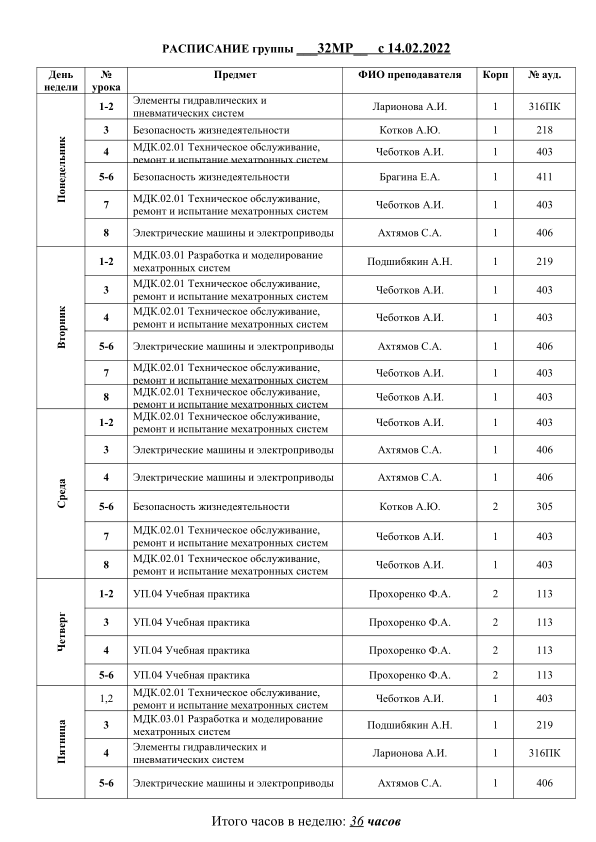 РАСПИСАНИЕ группы ___32МР__ с 14.02.2022
День недели № урока Предмет ФИО преподавателя Корп № ауд.
Понедельник
1-2 Элементы гидравлических и пневматических систем Ларионова А.И. 1 316ПК
3 Безопасность жизнедеятельности Котков А.Ю. 1 218
4 МДК.02.01 Техническое обслуживание, ремонт и испытание мехатронных систем Чеботков А.И. 1 403
5-6 Безопасность жизнедеятельности Брагина Е.А. 1 411
7 МДК.02.01 Техническое обслуживание, ремонт и испытание мехатронных систем Чеботков А.И. 1 403
8 Электрические машины и электроприводы Ахтямов С.А. 1 406
Вторник
1-2 МДК.03.01 Разработка и моделирование мехатронных систем Подшибякин А.Н. 1 219
3 МДК.02.01 Техническое обслуживание, ремонт и испытание мехатронных систем Чеботков А.И. 1 403
4 МДК.02.01 Техническое обслуживание, ремонт и испытание мехатронных систем Чеботков А.И. 1 403
5-6 Электрические машины и электроприводы Ахтямов С.А. 1 406
7 МДК.02.01 Техническое обслуживание, ремонт и испытание мехатронных систем Чеботков А.И. 1 403
8 МДК.02.01 Техническое обслуживание, ремонт и испытание мехатронных систем Чеботков А.И. 1 403
Среда
1-2 МДК.02.01 Техническое обслуживание, ремонт и испытание мехатронных систем Чеботков А.И. 1 403
3 Электрические машины и электроприводы Ахтямов С.А. 1 406
4 Электрические машины и электроприводы Ахтямов С.А. 1 406
5-6 Безопасность жизнедеятельности Котков А.Ю. 2 305
7 МДК.02.01 Техническое обслуживание, ремонт и испытание мехатронных систем Чеботков А.И. 1 403
8 МДК.02.01 Техническое обслуживание, ремонт и испытание мехатронных систем Чеботков А.И. 1 403
Четверг
1-2 УП.04 Учебная практика Прохоренко Ф.А. 2 113
3 УП.04 Учебная практика Прохоренко Ф.А. 2 113
4 УП.04 Учебная практика Прохоренко Ф.А. 2 113
5-6 УП.04 Учебная практика Прохоренко Ф.А. 2 113
Пятница
1,2 МДК.02.01 Техническое обслуживание, ремонт и испытание мехатронных систем Чеботков А.И. 1 403
3 МДК.03.01 Разработка и моделирование мехатронных систем Подшибякин А.Н. 1 219
4 Элементы гидравлических и пневматических систем Ларионова А.И. 1 316ПК
5-6 Электрические машины и электроприводы Ахтямов С.А. 1 406
Итого часов в неделю: 36 часов